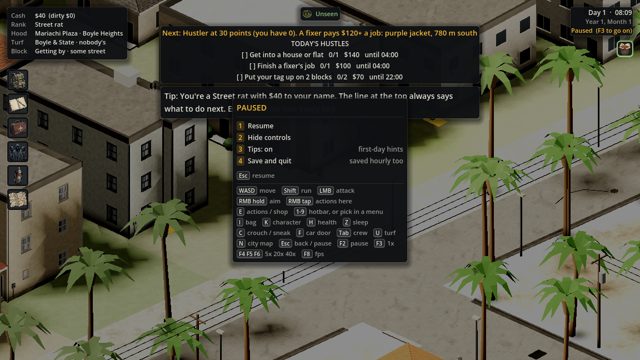 Cash $40 (dirty $0)
Rank Street rat
Hood Mariachi Plaza · Boyle Heights
Turf Boyle & State · nobody's
Block Getting by · some street
Unseen
Day 1 · 08:09
Year 1, Month 1
Paused (F3 to go on)
Next: Hustler at 30 points (you have 0). A fixer pays $120+ a job: purple jacket, 780 m south
TODAY'S HUSTLES
[ ] Get into a house or flat 0/1 $140 until 04:00
[ ] Finish a fixer's job 0/1 $100 until 04:00
[ ] Put your tag up on 2 blocks 0/2 $70 until 22:00
Tip: You're a Street rat with $40 to your name. The line at the top always says
what to do next. E
PAUSED
1 Resume
2 Hide controls
3 Tips: on first-day hints
4 Save and quit saved hourly too
Esc resume
WASD move Shift run LMB attack
RMB hold aim RMB tap actions here
E actions / shop 1-9 hotbar, or pick in a menu
I bag K character H health Z sleep
C crouch / sneak F car door Tab crew U turf
N city map Esc back / pause F2 pause F3 1x
F4 F5 F6 5x 20x 40x F8 fps